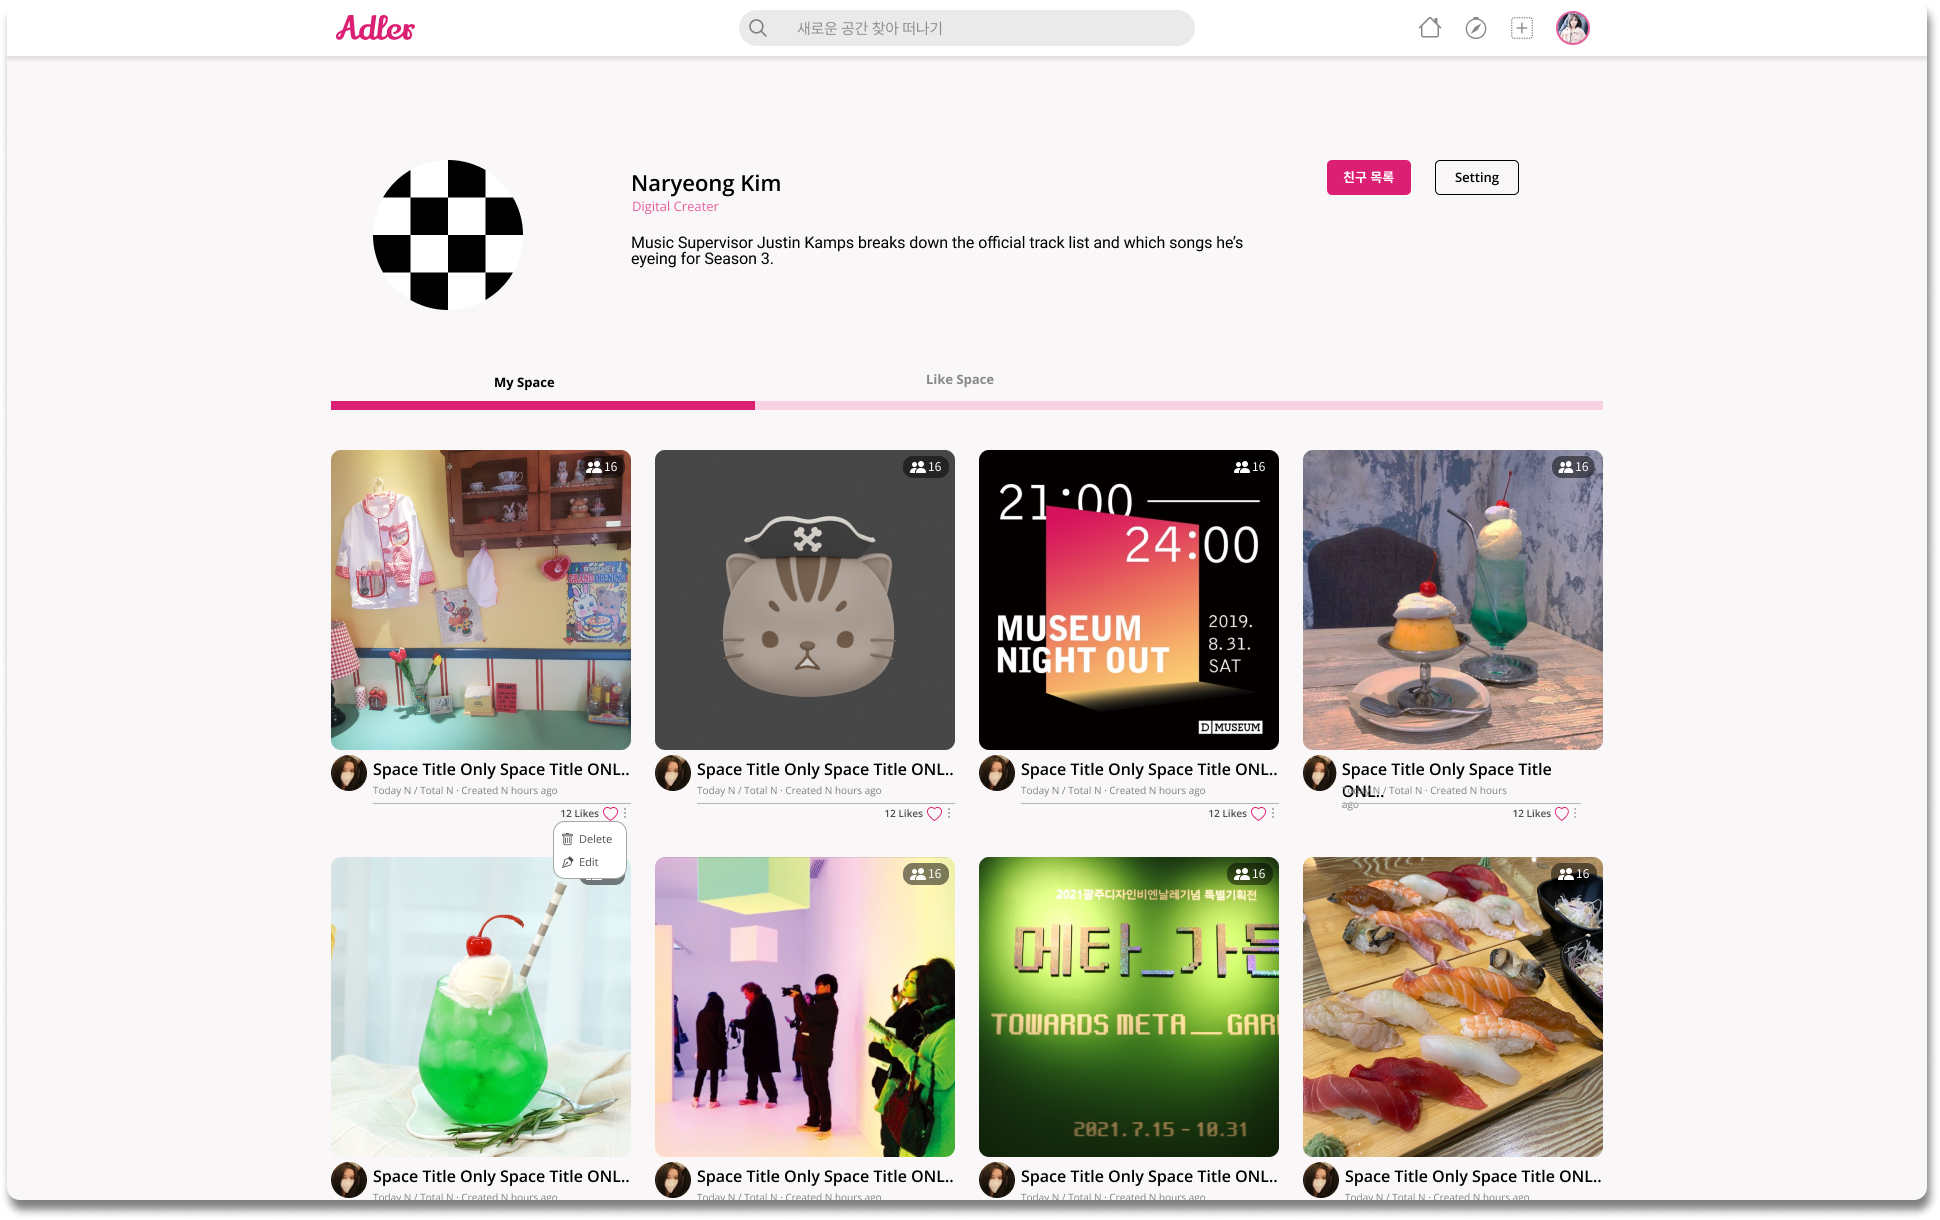 Adler
새로운 공간 찾아 떠나기
Naryeong Kim
Digital Creater
친구 목록
Setting
Music Supervisor Justin Kamps breaks down the official track list and which songs he's
eyeing for Season 3.
My Space
Like Space
16
GRAND OPENING
Space Title Only Space Title ONL..
Today N / Total N · Created N hours ago
12 Likes
Delete
Edit
16
Space Title Only Space Title ONL..
Today N / Total N · Created N hours ago
12 Likes
16
21:00
24:00
MUSEUM
NIGHT OUT
2019.
8.31.
SAT
D MUSEUM
Space Title Only Space Title ONL..
Today N / Total N · Created N hours ago
12 Likes
16
Space Title Only Space Title
ONL..
Today N / Total N · Created N hours
ago
12 Likes
Space Title Only Space Title ONL..
Today N / Total N · Created N hours ago
16
Space Title Only Space Title ONL..
Today N / Total N · Created N hours ago
16
2021광주디자인비엔날레기념 특별기획전
메타_가든
TOWARDS META__GAR
2021.7.15 - 10.31
Space Title Only Space Title ONL..
Today N / Total N · Created N hours ago
16
Space Title Only Space Title ONL..
Today N / Total N · Created N hours ago